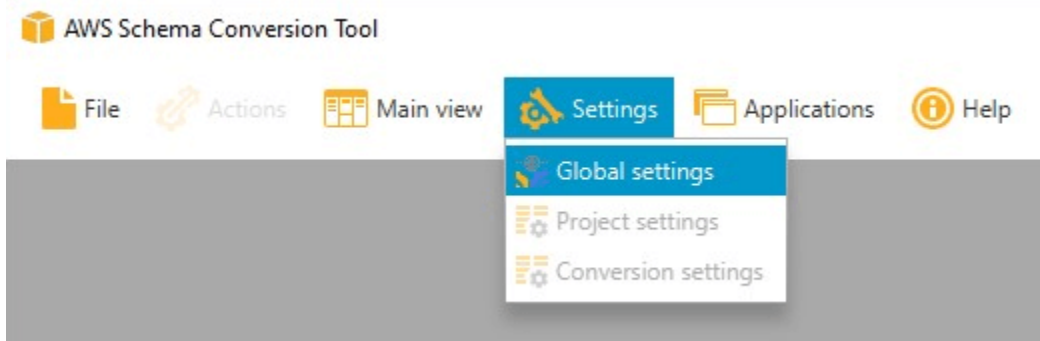 AWS Schema Conversion Tool
File Actions Main view Settings Applications Help
Global settings
Project settings
Conversion settings